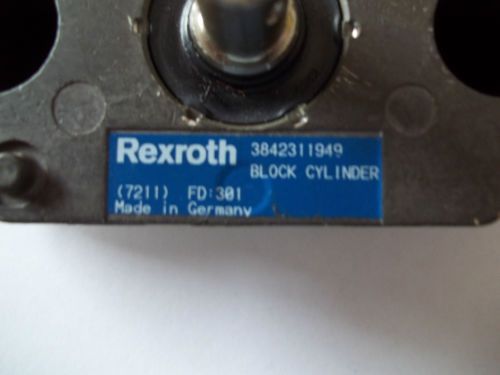 Rexroth 3842311949
BLOCK CYLINDER
(7211) FD:301
Made in Germany